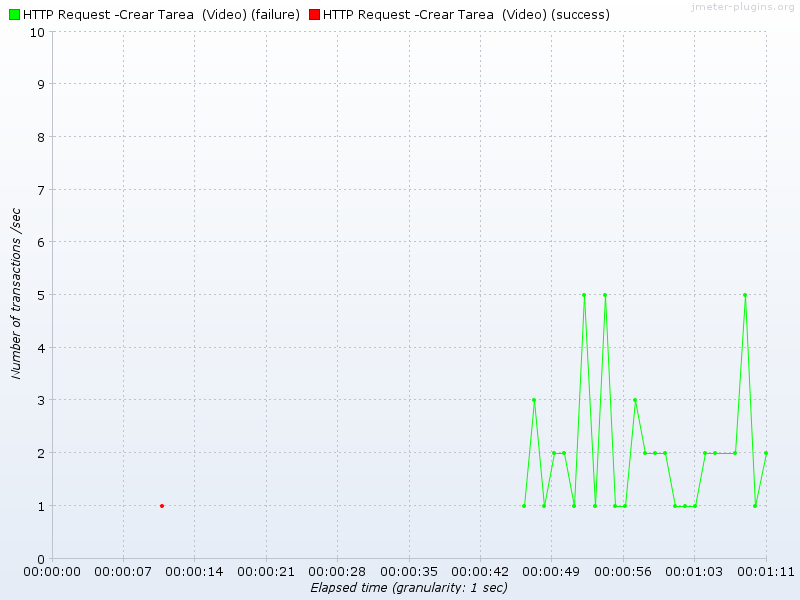 HTTP Request -Crear Tarea  (Video) (failure) HTTP Request -Crear Tarea  (Video) (success)
jmeter-plugins.org
10
9
8
7
6
5
4
3
2
1
0
Number of transactions /sec
00:00:00 00:00:07 00:00:14 00:00:21 00:00:28 00:00:35 00:00:42 00:00:49 00:00:56 00:01:03 00:01:11
Elapsed time (granularity: 1 sec)